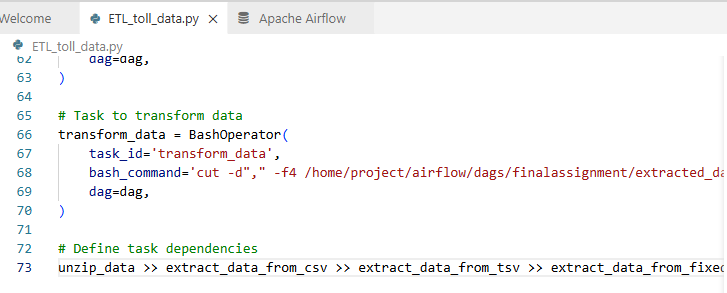 Welcome
ETL_toll_data.py
Apache Airflow
ETL_toll_data.py
62 dag=dag,
63 )
64
65 # Task to transform data
66 transform_data = BashOperator(
67 task_id='transform_data',
68 bash_command='cut -d"," -f4 /home/project/airflow/dags/finalassignment/extracted_da
69 dag=dag,
70 )
71
72 # Define task dependencies
73 unzip_data >> extract_data_from_csv >> extract_data_from_tsv >> extract_data_from_fixed